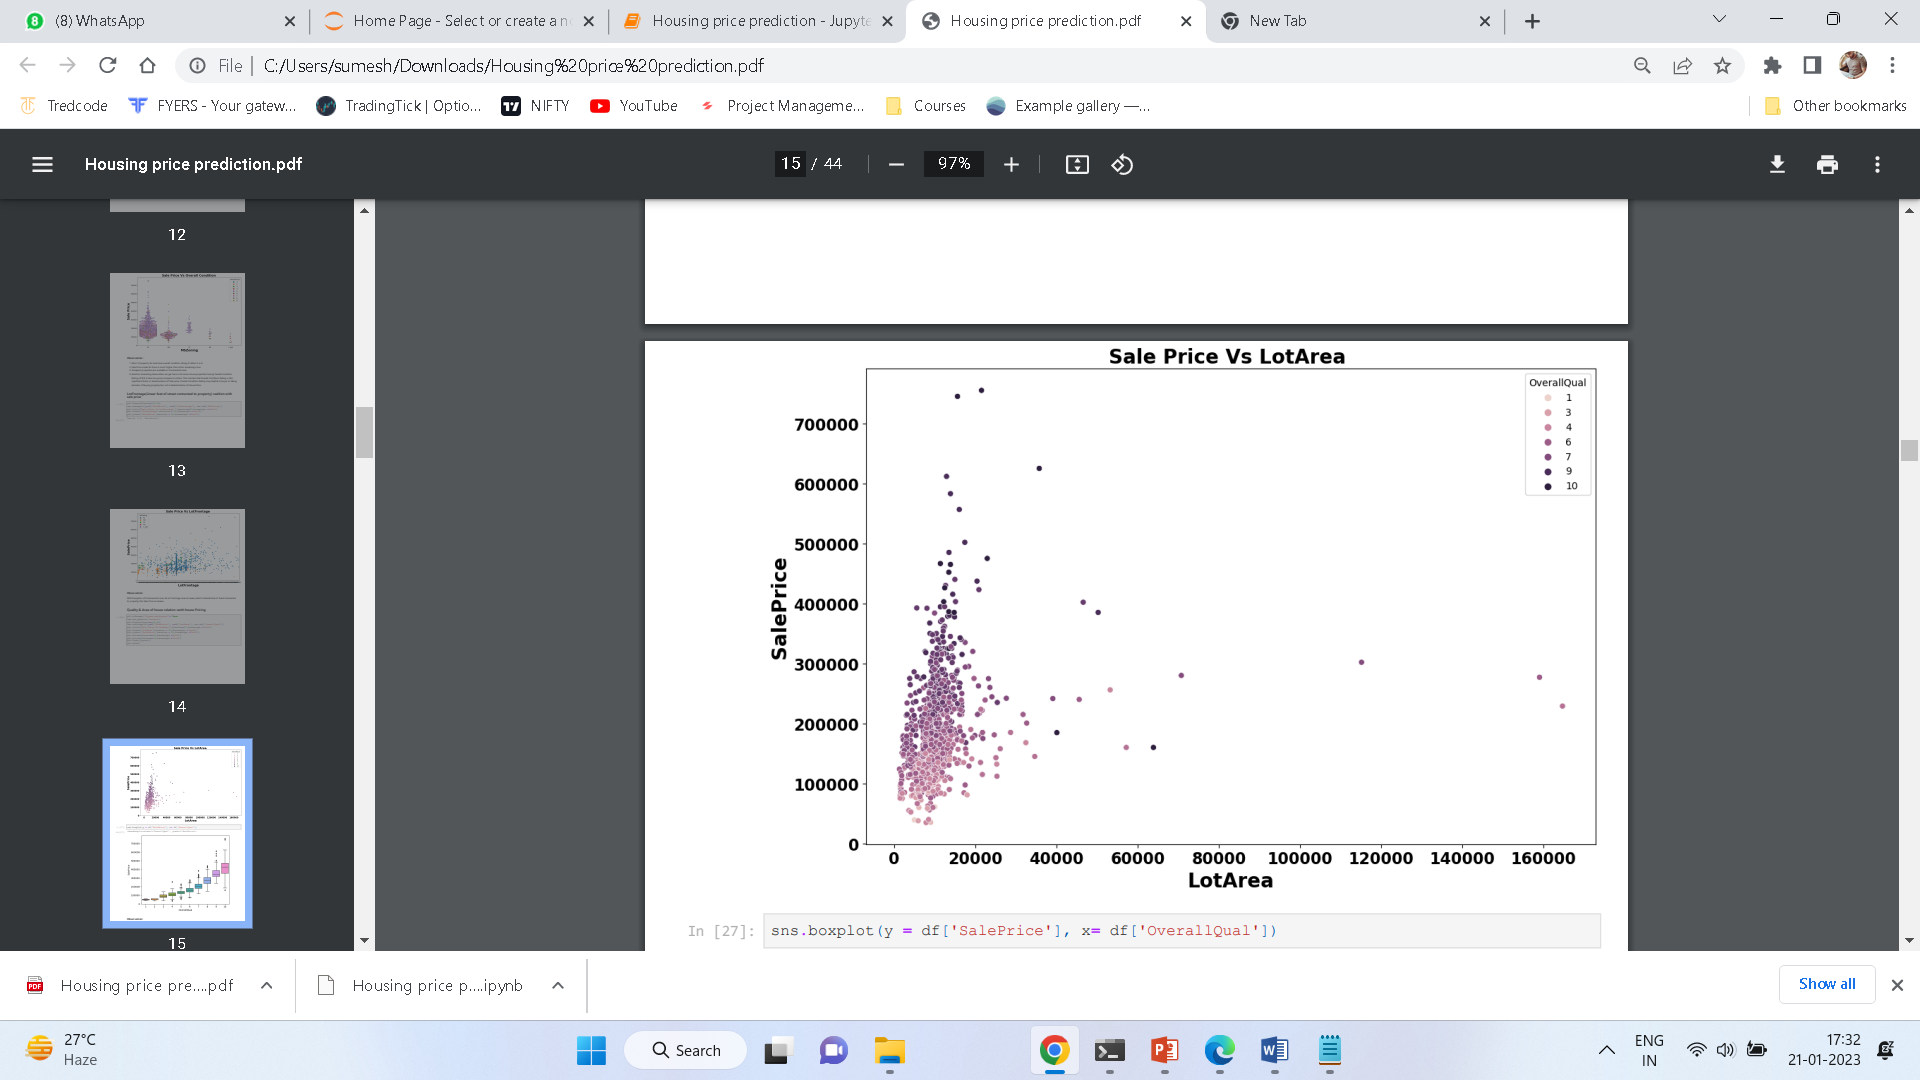 (8) WhatsApp
Home Page - Select or create a n
Housing price prediction - Jupyte
Housing price prediction.pdf
New Tab
File
C:/Users/sumesh/Downloads/Housing%20price%20prediction.pdf
Tredcode
FYERS - Your gatew...
TradingTick | Optio...
NIFTY
YouTube
Project Manageme...
Courses
Example gallery —...
Other bookmarks
Housing price prediction.pdf
15 / 44
97%
12
13
14
15
Sale Price Vs LotArea
OverallQual
1
3
4
6
7
9
10
SalePrice
700000
600000
500000
400000
300000
200000
100000
0
0 20000 40000 60000 80000 100000 120000 140000 160000
LotArea
In [27]: sns.boxplot(y = df['SalePrice'], x= df['OverallQual'])
Housing price pre....pdf
Housing price p....ipynb
Show all
27°C
Haze
Search
ENG
IN
17:32
21-01-2023